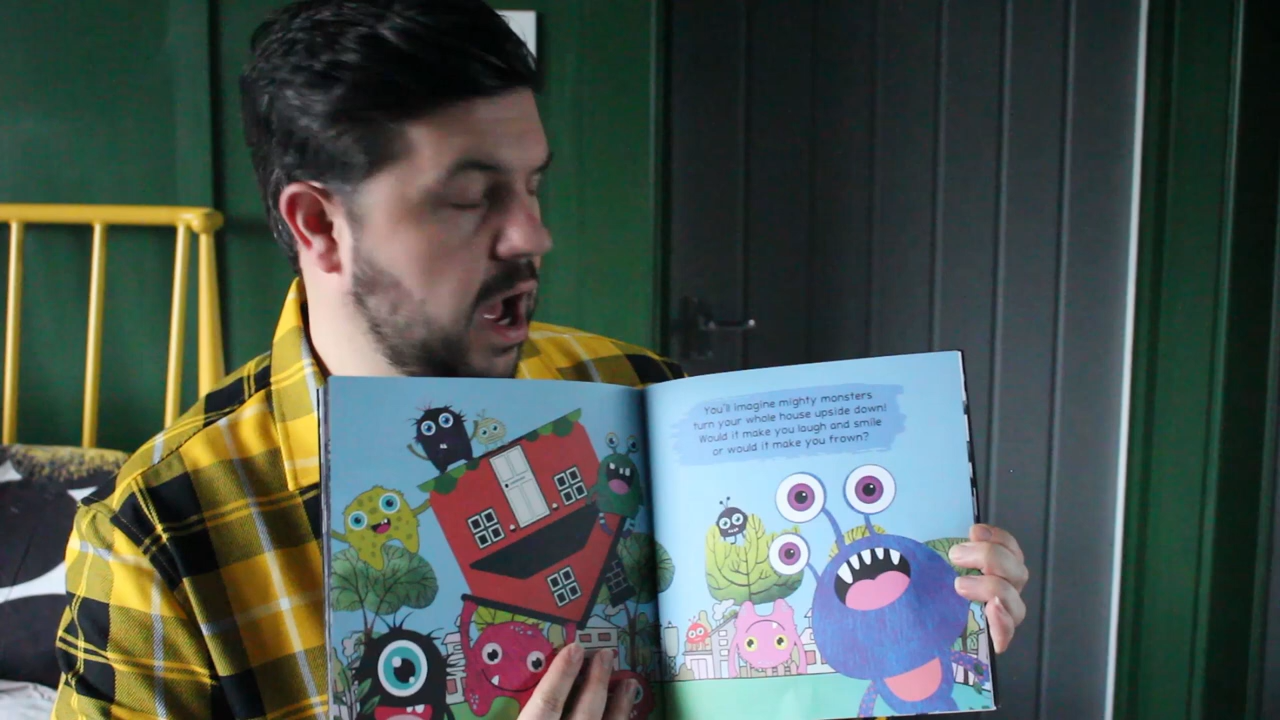 You'll imagine mighty monsters
turn your whole house upside down!
Would it make you laugh and smile
or would it make you frown?